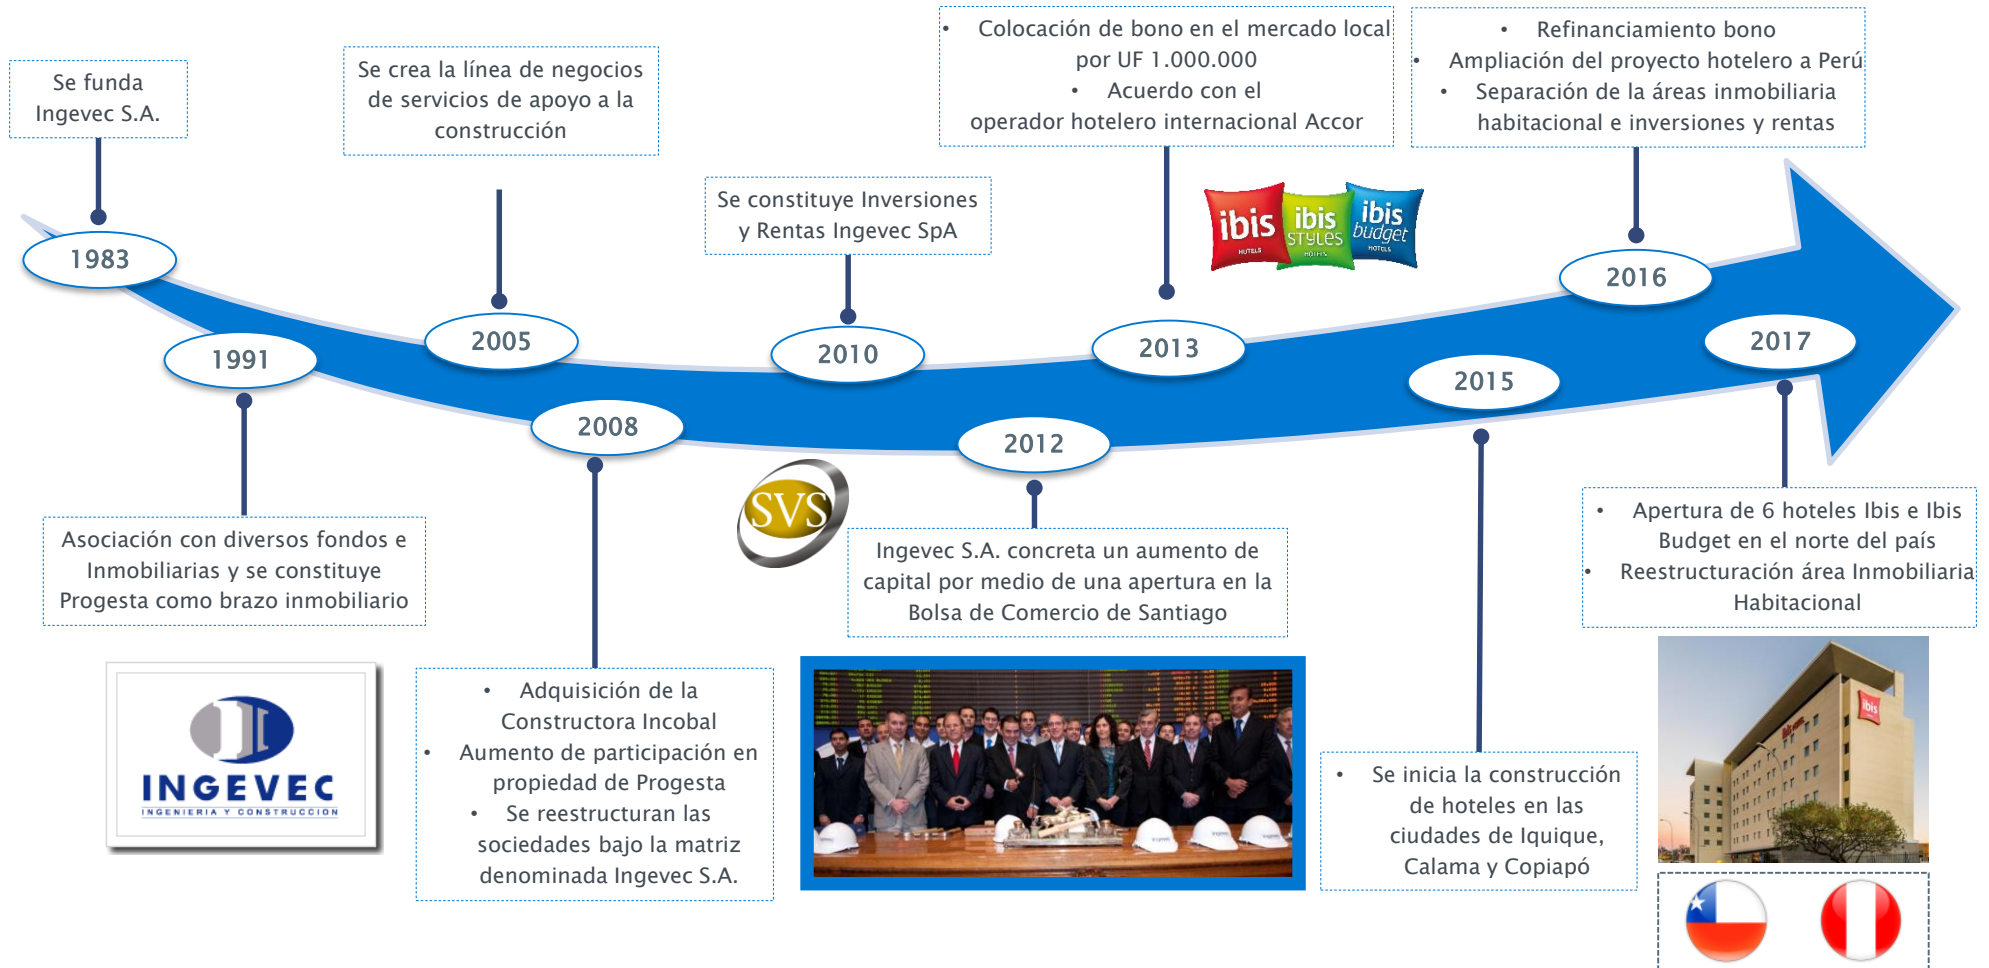 Se funda
Ingevec S.A.
1983
1991
Asociación con diversos fondos e
Inmobiliarias y se constituye
Progesta como brazo inmobiliario
INGEVEC
INGENIERIA Y CONSTRUCCION
Se crea la línea de negocios
de servicios de apoyo a la
construcción
2005
2008
• Adquisición de la
Constructora Incobal
• Aumento de participación en
propiedad de Progesta
• Se reestructuran las
sociedades bajo la matriz
denominada Ingevec S.A.
Se constituye Inversiones
y Rentas Ingevec SpA
2010
SVS
2012
Ingevec S.A. concreta un aumento de
capital por medio de una apertura en la
Bolsa de Comercio de Santiago
• Colocación de bono en el mercado local
por UF 1.000.000
• Acuerdo con el
operador hotelero internacional Accor
2013
ibis
HOTELS
ibis
STYLES
HOTELS
ibis
budget
HOTELS
2015
• Se inicia la construcción
de hoteles en las
ciudades de Iquique,
Calama y Copiapó
• Refinanciamiento bono
• Ampliación del proyecto hotelero a Perú
• Separación de la áreas inmobiliaria
habitacional e inversiones y rentas
2016
2017
• Apertura de 6 hoteles Ibis e Ibis
Budget en el norte del país
• Reestructuración área Inmobiliaria
Habitacional
ibis